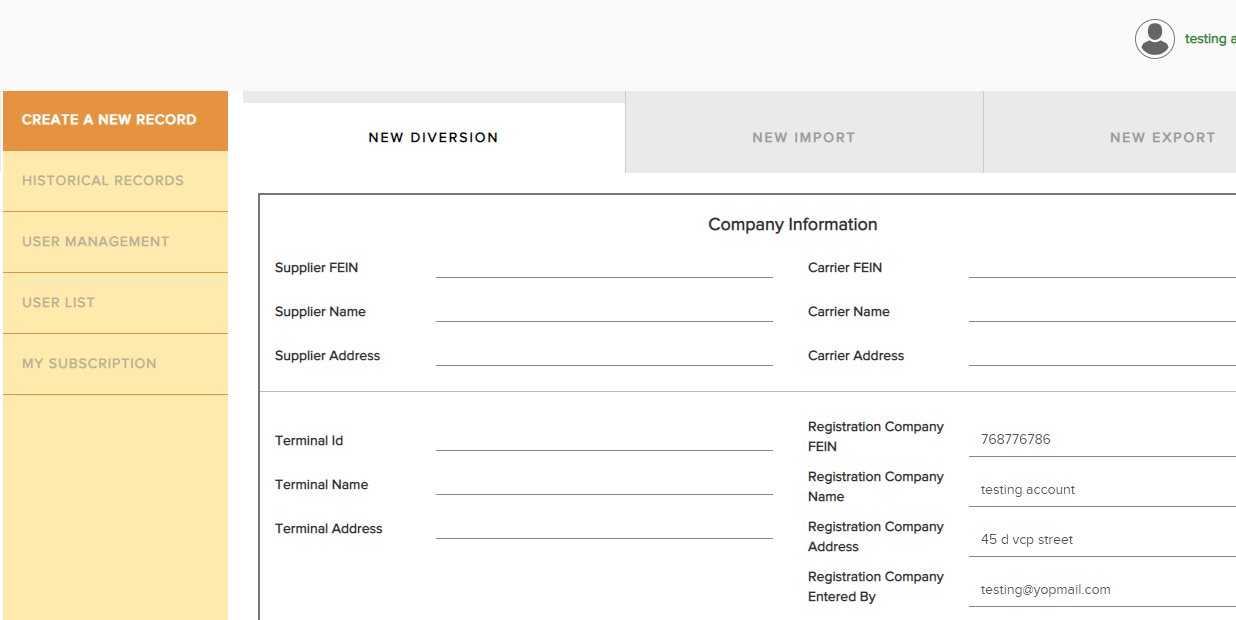 testing a
CREATE A NEW RECORD
HISTORICAL RECORDS
USER MANAGEMENT
USER LIST
MY SUBSCRIPTION
NEW DIVERSION
NEW IMPORT
NEW EXPORT
Company Information
Supplier FEIN
Carrier FEIN
Supplier Name
Carrier Name
Supplier Address
Carrier Address
Terminal Id
Terminal Name
Terminal Address
Registration Company
FEIN
768776786
Registration Company
Name
testing account
Registration Company
Address
45 d vcp street
Registration Company
Entered By
testing@yopmail.com